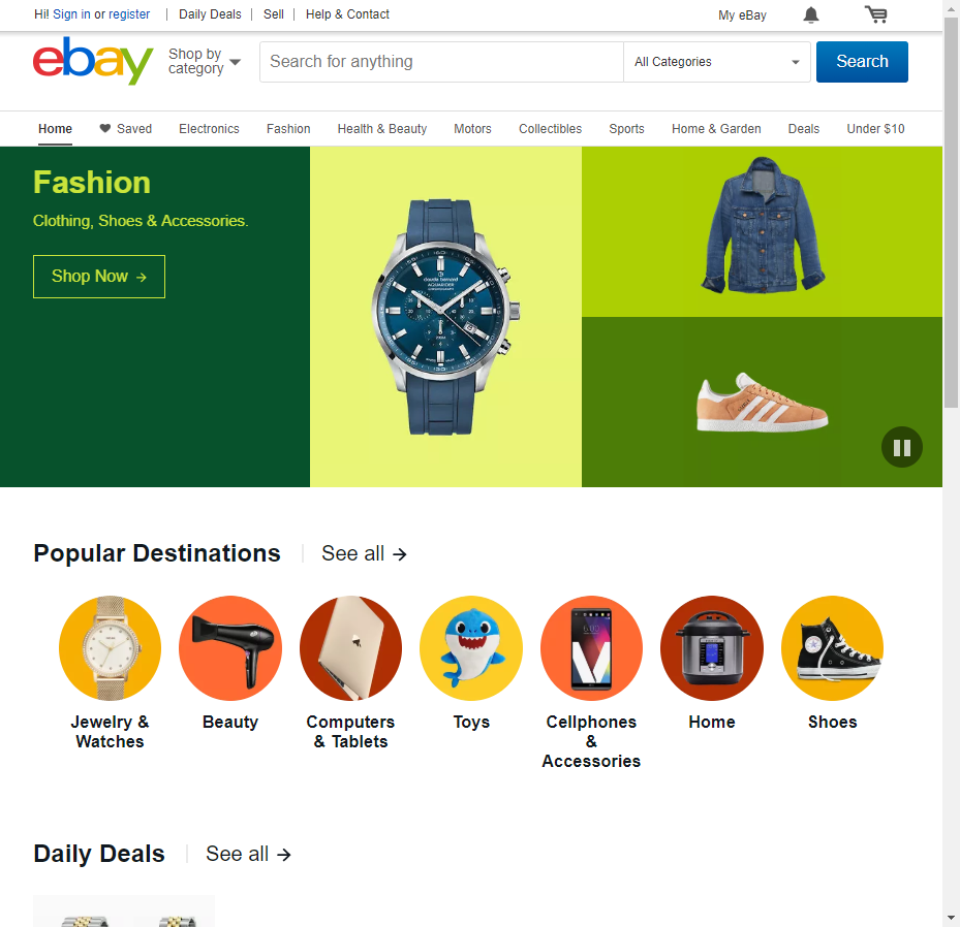 Hi! Sign in or register | Daily Deals | Sell | Help & Contact My eBay
ebay
Shop by
category
Search for anything
All Categories
Search
Home Saved Electronics Fashion Health & Beauty Motors Collectibles Sports Home & Garden Deals Under $10
Fashion
Clothing, Shoes & Accessories.
Shop Now →
Popular Destinations
See all →
Jewelry &
Watches
Beauty
Computers
& Tablets
Toys
Cellphones
&
Accessories
Home
Shoes
Daily Deals
See all →